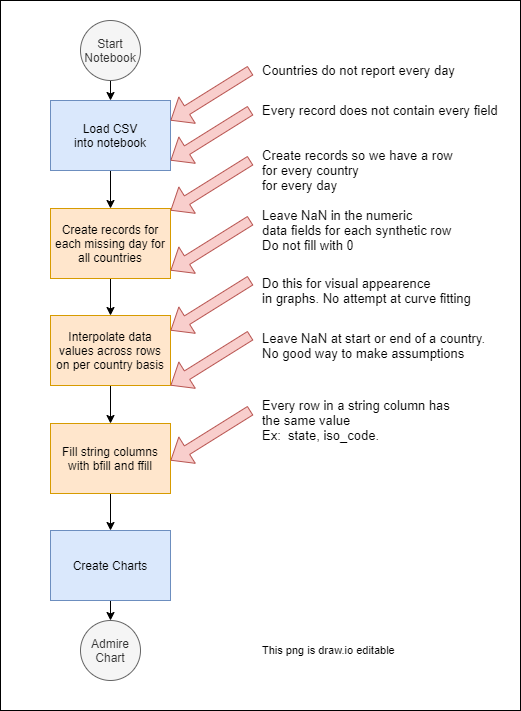 Start
Notebook
Countries do not report every day
Load CSV
into notebook
Every record does not contain every field
Create records so we have a row
for every country
for every day
Create records for
each missing day for
all countries
Leave NaN in the numeric
data fields for each synthetic row
Do not fill with 0
Do this for visual appearence
in graphs. No attempt at curve fitting
Interpolate data
values across rows
on per country basis
Leave NaN at start or end of a country.
No good way to make assumptions
Every row in a string column has
the same value
Ex: state, iso_code.
Fill string columns
with bfill and ffill
Create Charts
Admire
Chart
This png is draw.io editable